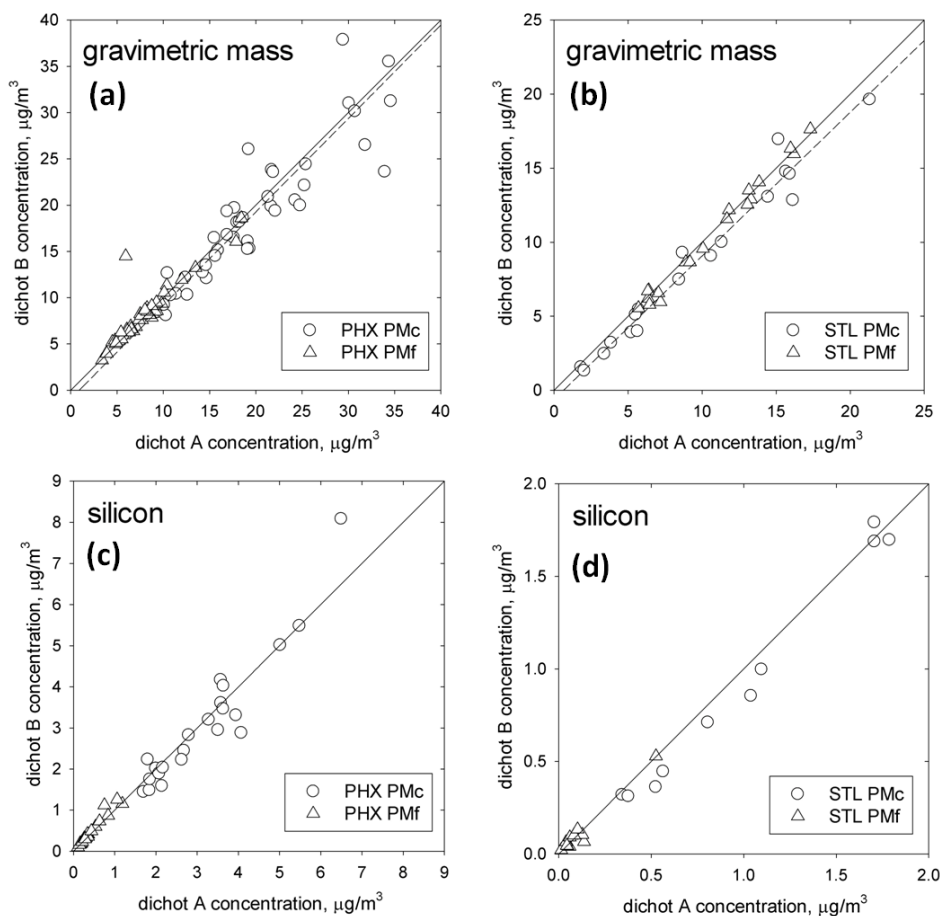 gravimetric mass
(a)
dichot B concentration, μg/m³
40
35
30
25
20
15
10
5
0
PHX PMc
PHX PMf
0 5 10 15 20 25 30 35 40
dichot A concentration, μg/m³
gravimetric mass
(b)
dichot B concentration, μg/m³
25
20
15
10
5
0
STL PMc
STL PMf
0 5 10 15 20 25
dichot A concentration, μg/m³
silicon
(c)
dichot B concentration, μg/m³
9
8
7
6
5
4
3
2
1
0
PHX PMc
PHX PMf
0 1 2 3 4 5 6 7 8 9
dichot A concentration, μg/m³
silicon
(d)
dichot B concentration, μg/m³
2.0
1.5
1.0
0.5
0.0
STL PMc
STL PMf
0.0 0.5 1.0 1.5 2.0
dichot A concentration, μg/m³